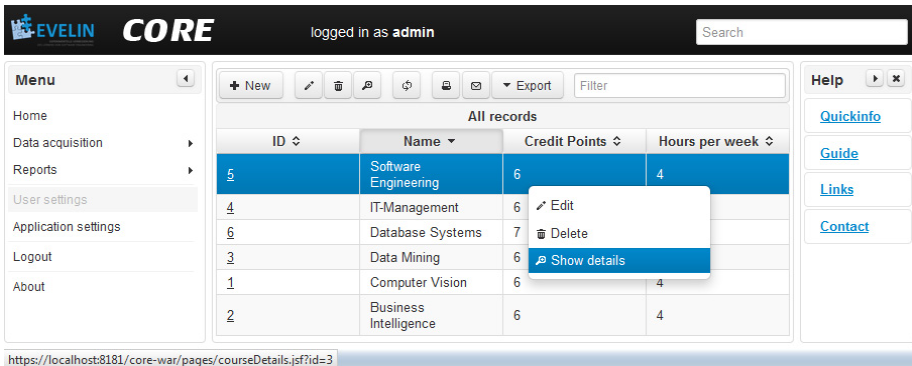 EVELIN CORE logged in as admin Search
Menu
Home
Data acquisition
Reports
User settings
Application settings
Logout
About
New Export Filter
All records
ID Name Credit Points Hours per week
5 Software Engineering 6 4
4 IT-Management 6
6 Database Systems 7
3 Data Mining 6
1 Computer Vision 6 4
2 Business Intelligence 6 4
Edit
Delete
Show details
Help
Quickinfo
Guide
Links
Contact
https://localhost:8181/core-war/pages/courseDetails.jsf?id=3